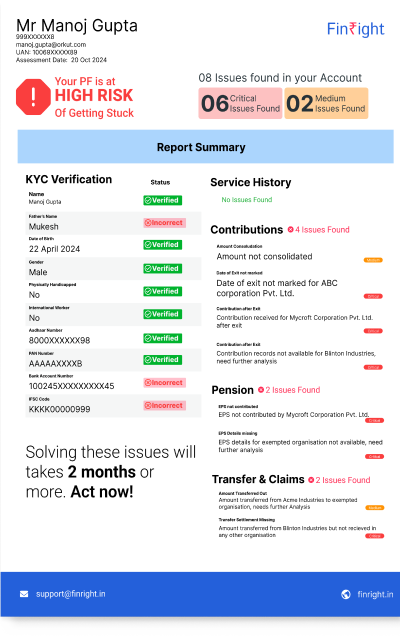 Mr Manoj Gupta
999XXXXXX8
manoj.gupta@orkut.com
UAN: 10069XXXXX89
Assessment Date: 20 Oct 2024
Fin₹ight
Your PF is at
HIGH RISK
Of Getting Stuck
08 Issues found in your Account
06 Critical
Issues Found
02 Medium
Issues Found
Report Summary
KYC Verification
Status
Name
Manoj Gupta
Verified
Father's Name
Mukesh
Incorrect
Date of Birth
22 April 2024
Verified
Gender
Male
Verified
Physically Handicapped
No
Verified
International Worker
No
Verified
Aadhaar Number
8000XXXXXX98
Verified
PAN Number
AAAAAXXXXB
Verified
Bank Account Number
100245XXXXXXXXX45
Incorrect
IFSC Code
KKKK00000999
Incorrect
Solving these issues will
takes 2 months or
more. Act now!
Service History
No Issues Found
Contributions 4 Issues Found
Amount Consolidation
Amount not consolidated
Medium
Date of Exit not marked
Date of exit not marked for ABC
corporation Pvt. Ltd.
Critical
Contribution after Exit
Contribution received for Mycroft Corporation Pvt. Ltd.
after exit
Critical
Contribution after Exit
Contribution records not available for Blinton Industries,
need further analysis
Critical
Pension 2 Issues Found
EPS not contributed
EPS not contributed by Mycroft Corporation Pvt. Ltd.
Critical
EPS Details missing
EPS details for exempted organisation not available, need
further analysis
Critical
Transfer & Claims 2 Issues Found
Amount Transferred Out
Amount transferred from Acme Industries to exempted
organisation, needs further Analysis
Medium
Transfer Settlement Missing
Amount transferred from Blinton Industries but not recieved in
any other organisation
Critical
support@finright.in
finright.in